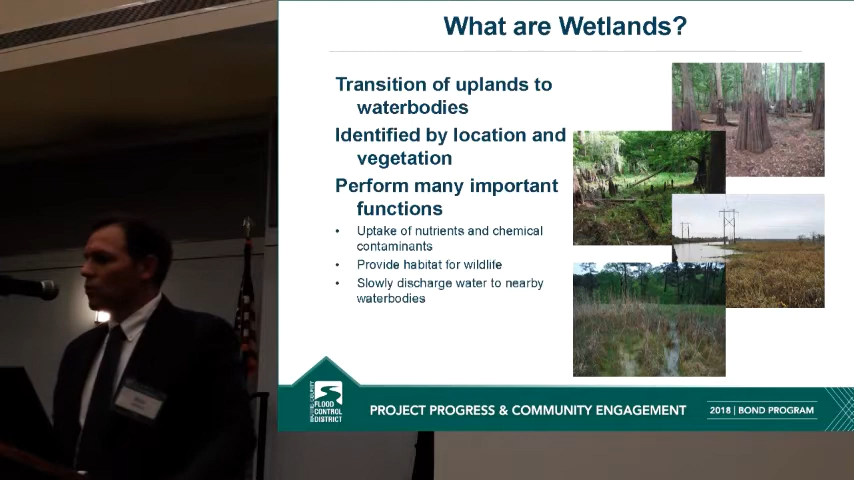 What are Wetlands?
Transition of uplands to
waterbodies
Identified by location and
vegetation
Perform many important
functions
• Uptake of nutrients and chemical
contaminants
• Provide habitat for wildlife
• Slowly discharge water to nearby
waterbodies
FLOOD
CONTROL
DISTRICT
PROJECT PROGRESS & COMMUNITY ENGAGEMENT
2018 | BOND PROGRAM